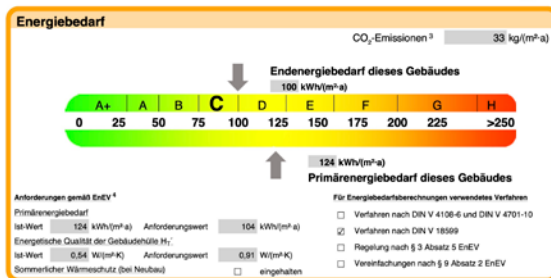 Energiebedarf
CO₂-Emissionen ³ 33 kg/(m²·a)
Endenergiebedarf dieses Gebäudes
100 kWh/(m²·a)
A+ A B C D E F G H
0 25 50 75 100 125 150 175 200 225 >250
124 kWh/(m²·a)
Primärenergiebedarf dieses Gebäudes
Anforderungen gemäß EnEV ⁴
Primärenergiebedarf
Ist-Wert 124 kWh/(m²·a) Anforderungswert 104 kWh/(m²·a)
Energetische Qualität der Gebäudehülle H_T'
Ist-Wert 0,54 W/(m²·K) Anforderungswert 0,91 W/(m²·K)
Sommerlicher Wärmeschutz (bei Neubau) ☐ eingehalten
Für Energiebedarfsberechnungen verwendetes Verfahren
☐ Verfahren nach DIN V 4108-6 und DIN V 4701-10
☑ Verfahren nach DIN V 18599
☐ Regelung nach § 3 Absatz 5 EnEV
☐ Vereinfachungen nach § 9 Absatz 2 EnEV